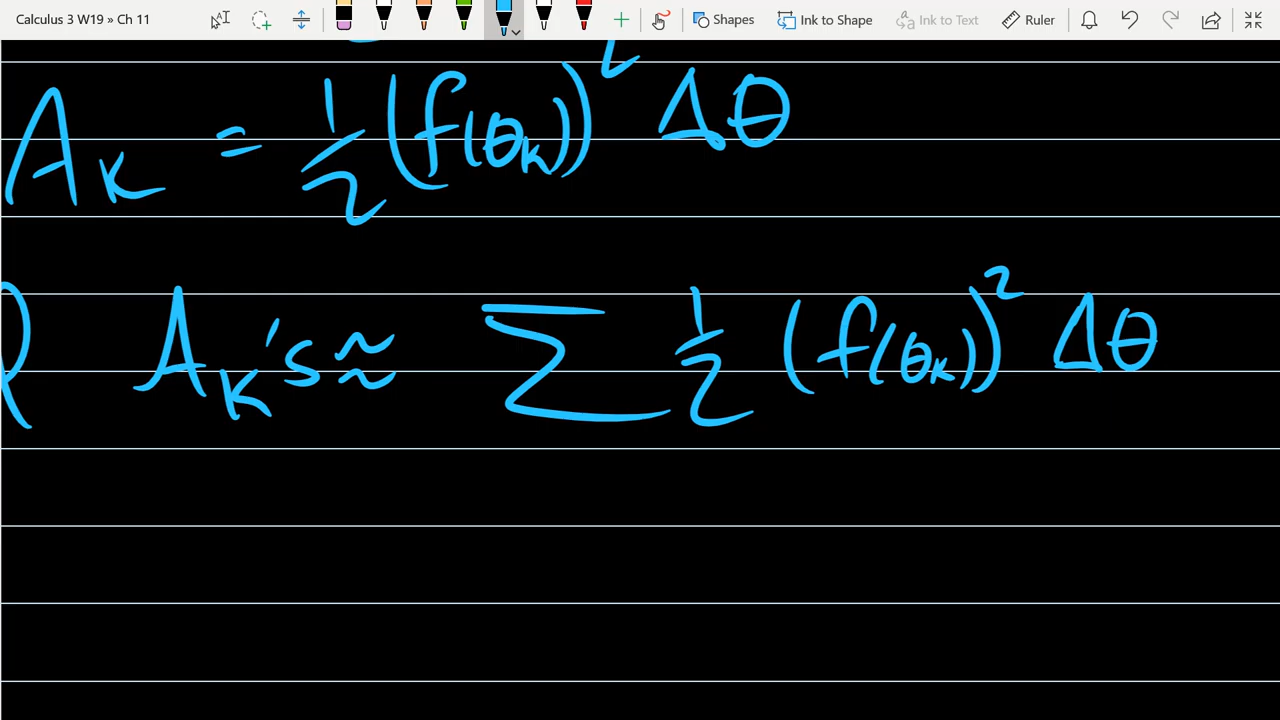 Calculus 3 W19 » Ch 11 Shapes Ink to Shape Ink to Text Ruler
A_k = 1/2 (f(θ_k))² Δθ
A_k's ≈ Σ 1/2 (f(θ_k))² Δθ